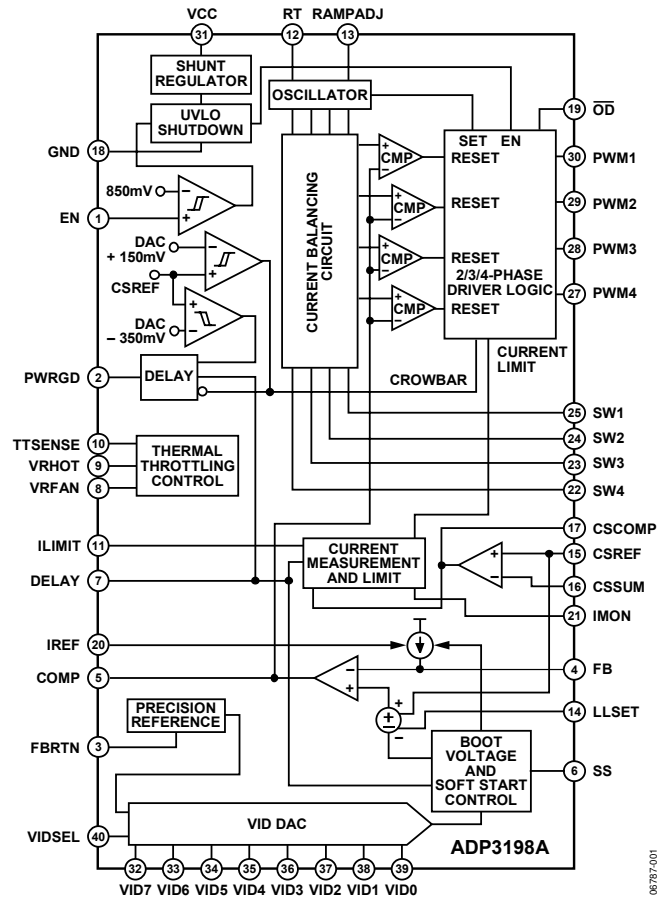 VCC
RT RAMPADJ
31
12
13
SHUNT
REGULATOR
OSCILLATOR
UVLO
SHUTDOWN
GND
18
19
OD
SET EN
+
CMP
–
RESET
30
PWM1
850mV
–
+
EN
1
+
CMP
–
RESET
29
PWM2
DAC
+ 150mV
–
+
CSREF
CURRENT BALANCING
CIRCUIT
+
CMP
–
RESET
28
PWM3
2/3/4-PHASE
DRIVER LOGIC
+
–
DAC
– 350mV
+
CMP
–
RESET
27
PWM4
CURRENT
LIMIT
PWRGD
2
DELAY
CROWBAR
25
SW1
24
SW2
23
SW3
22
SW4
TTSENSE
10
VRHOT
9
VRFAN
8
THERMAL
THROTTLING
CONTROL
17
CSCOMP
ILIMIT
11
CURRENT
MEASUREMENT
AND LIMIT
+
–
15
CSREF
DELAY
7
16
CSSUM
21
IMON
IREF
20
COMP
5
–
+
4
FB
+
±
–
14
LLSET
PRECISION
REFERENCE
FBRTN
3
BOOT
VOLTAGE
AND
SOFT START
CONTROL
6
SS
VIDSEL
40
VID DAC
ADP3198A
32
33
34
35
36
37
38
39
VID7 VID6 VID5 VID4 VID3 VID2 VID1 VID0
06787-001